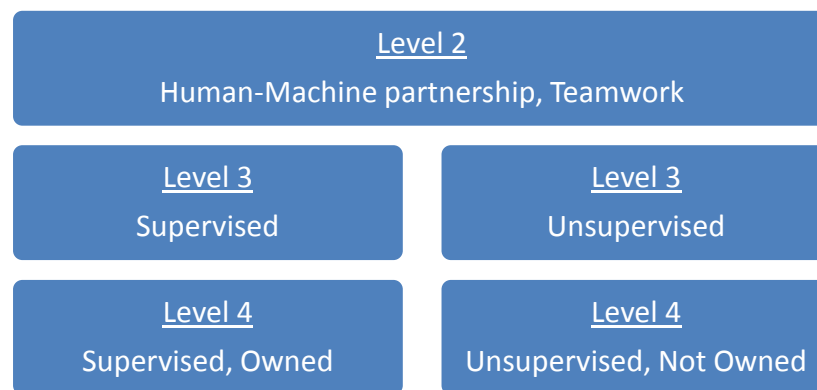 Level 2
Human-Machine partnership, Teamwork
Level 3
Supervised
Level 3
Unsupervised
Level 4
Supervised, Owned
Level 4
Unsupervised, Not Owned